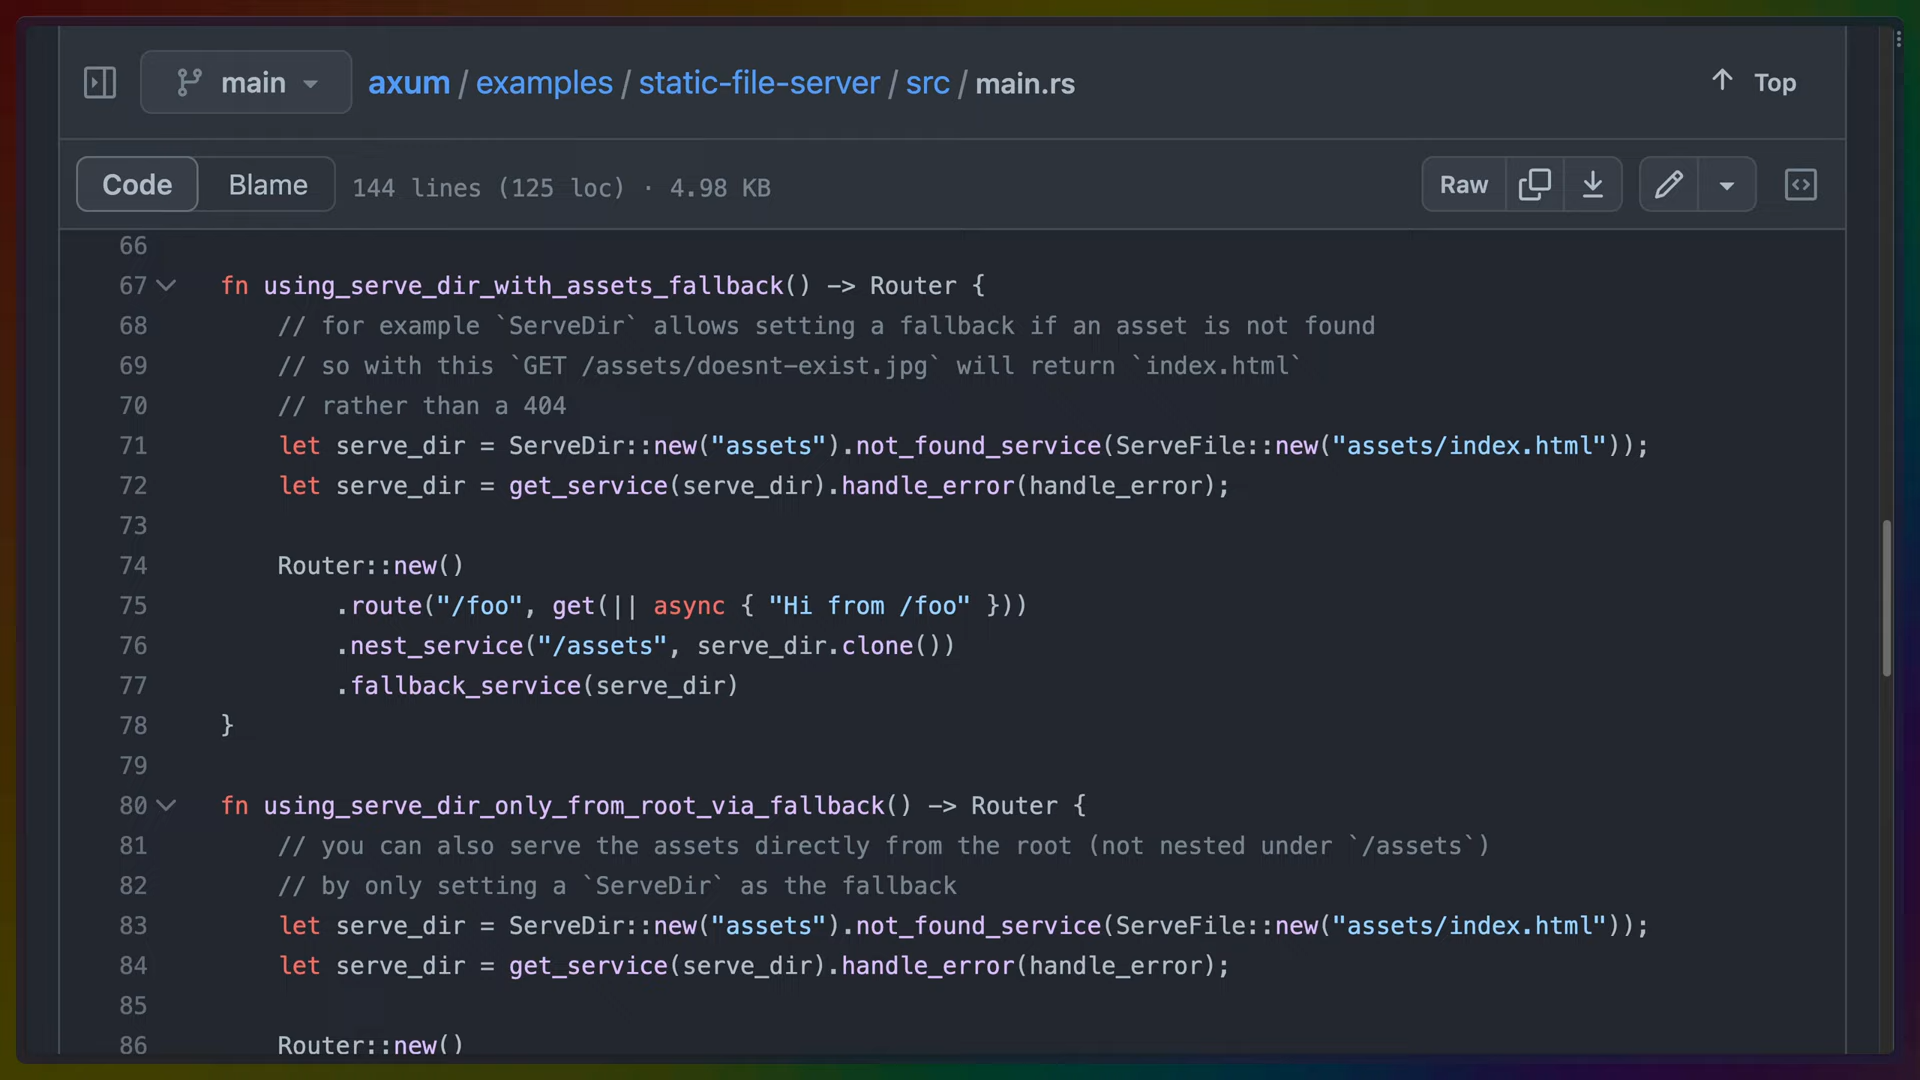 main axum / examples / static-file-server / src / main.rs Top
Code Blame 144 lines (125 loc) · 4.98 KB Raw
66
67 fn using_serve_dir_with_assets_fallback() -> Router {
68 // for example `ServeDir` allows setting a fallback if an asset is not found
69 // so with this `GET /assets/doesnt-exist.jpg` will return `index.html`
70 // rather than a 404
71 let serve_dir = ServeDir::new("assets").not_found_service(ServeFile::new("assets/index.html"));
72 let serve_dir = get_service(serve_dir).handle_error(handle_error);
73
74 Router::new()
75 .route("/foo", get(|| async { "Hi from /foo" }))
76 .nest_service("/assets", serve_dir.clone())
77 .fallback_service(serve_dir)
78 }
79
80 fn using_serve_dir_only_from_root_via_fallback() -> Router {
81 // you can also serve the assets directly from the root (not nested under `/assets`)
82 // by only setting a `ServeDir` as the fallback
83 let serve_dir = ServeDir::new("assets").not_found_service(ServeFile::new("assets/index.html"));
84 let serve_dir = get_service(serve_dir).handle_error(handle_error);
85
86 Router::new()